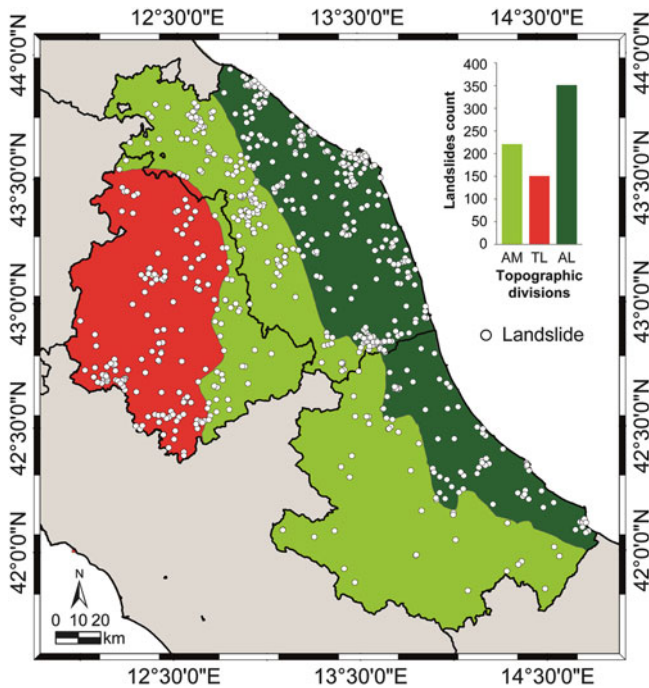 12°30'0"E 13°30'0"E 14°30'0"E
44°0'0"N
43°30'0"N
43°0'0"N
42°30'0"N
42°0'0"N
44°0'0"N
43°30'0"N
43°0'0"N
42°30'0"N
42°0'0"N
Landslides count
400
350
300
250
200
150
100
50
0
AM TL AL
Topographic
divisions
Landslide
N
0 10 20
km
12°30'0"E 13°30'0"E 14°30'0"E